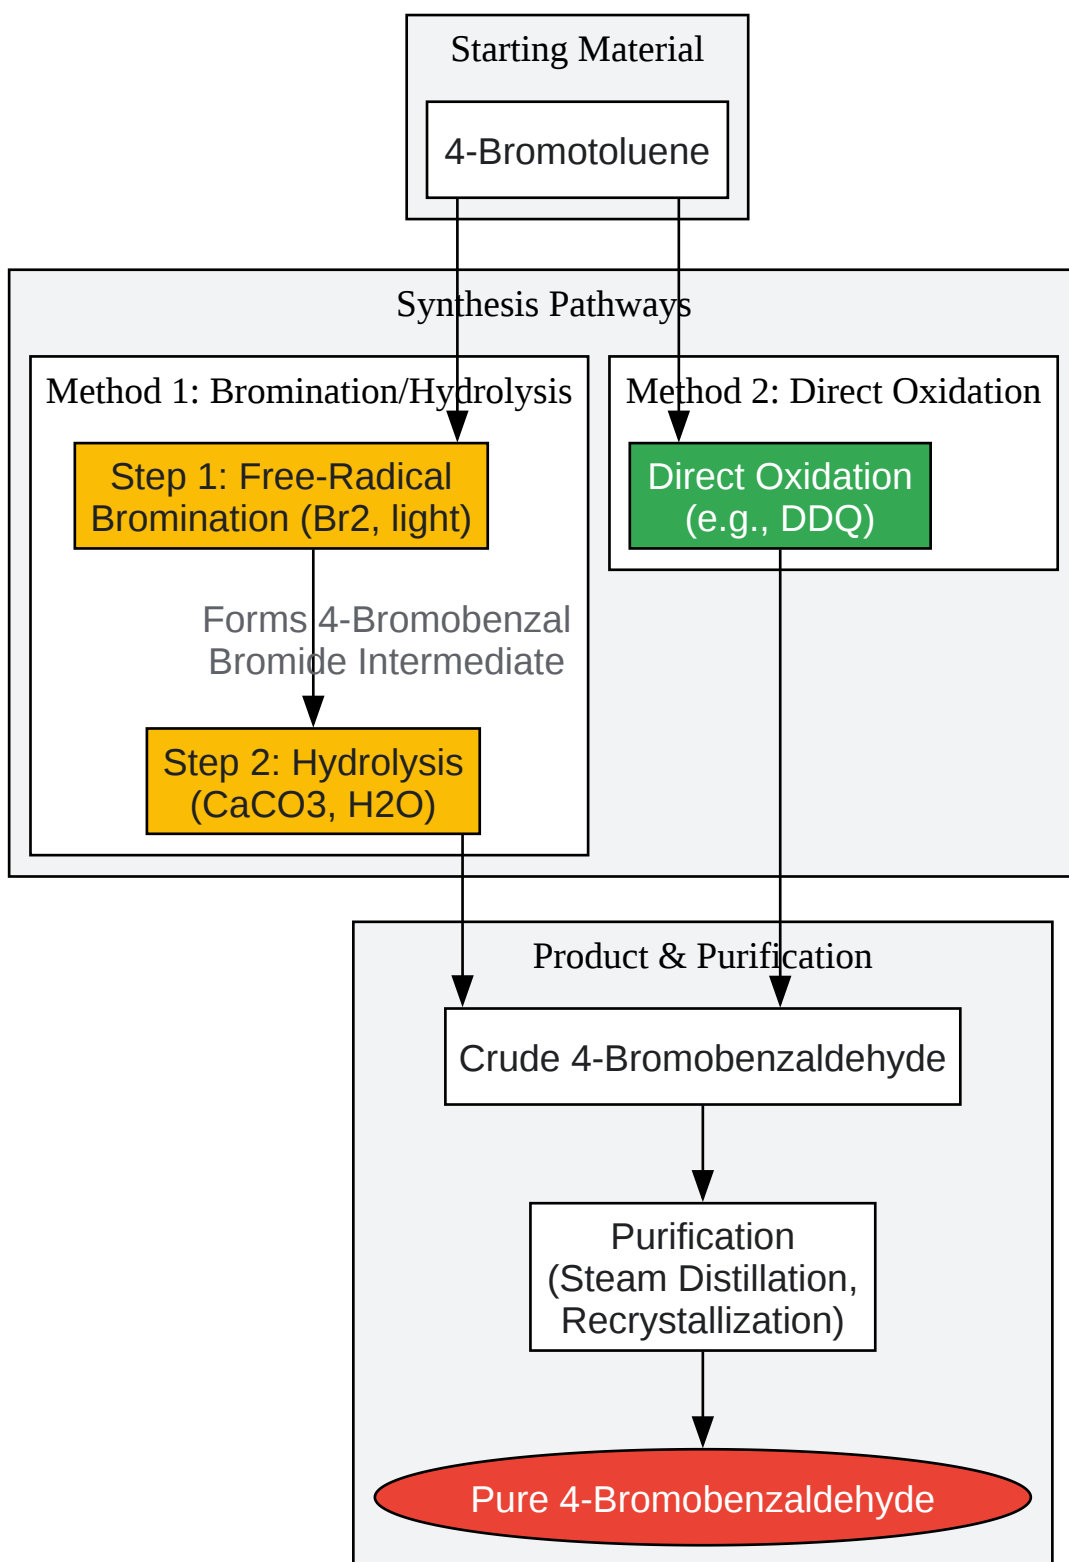 Starting Material
4-Bromotoluene
Synthesis Pathways
Method 1: Bromination/Hydrolysis
Step 1: Free-Radical
Bromination (Br2, light)
Forms 4-Bromobenzal
Bromide Intermediate
Step 2: Hydrolysis
(CaCO3, H2O)
Method 2: Direct Oxidation
Direct Oxidation
(e.g., DDQ)
Product & Purification
Crude 4-Bromobenzaldehyde
Purification
(Steam Distillation,
Recrystallization)
Pure 4-Bromobenzaldehyde